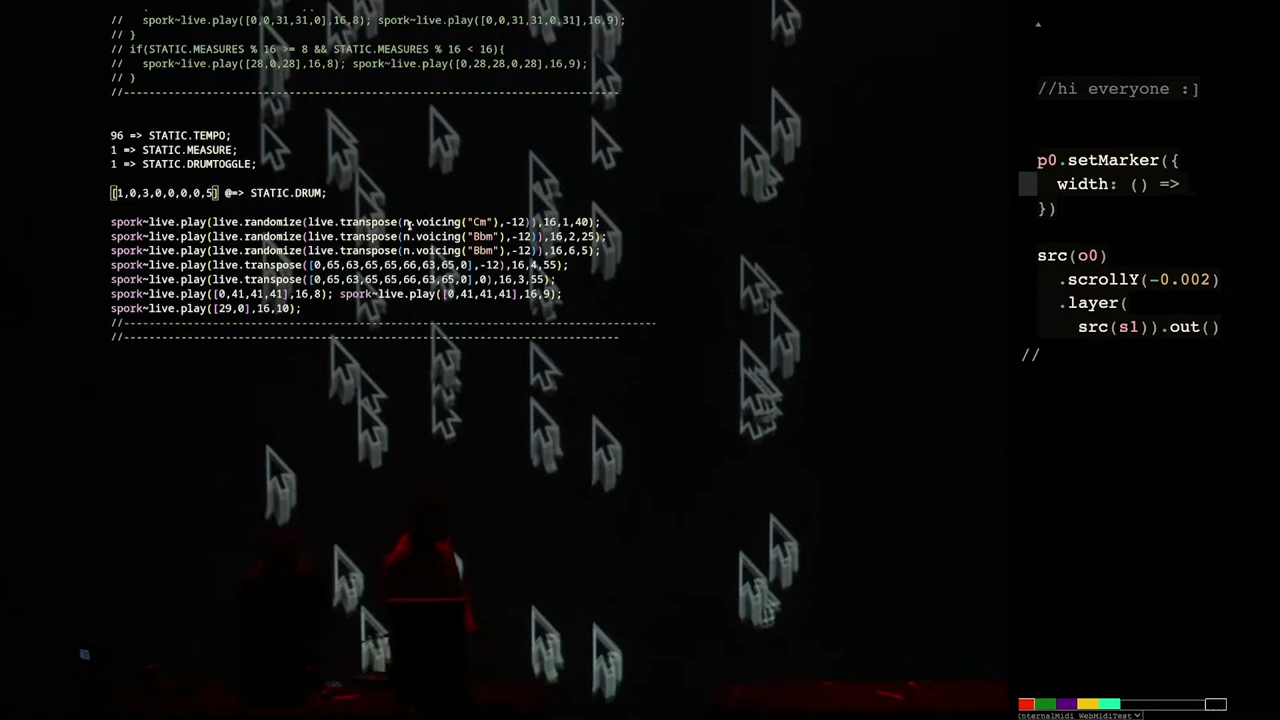 //   spork~live.play([0,0,31,31,0],16,8); spork~live.play([0,0,31,31,0,31],16,9);
// }
// if(STATIC.MEASURES % 16 >= 8 && STATIC.MEASURES % 16 < 16){
//   spork~live.play([28,0,28],16,8); spork~live.play([0,28,28,0,28],16,9);
// }
//--------------------------------------------------------------------------------
96 => STATIC.TEMPO;
1 => STATIC.MEASURE;
1 => STATIC.DRUMTOGGLE;
[1,0,3,0,0,0,0,5] @=> STATIC.DRUM;
spork~live.play(live.randomize(live.transpose(n.voicing("Cm"),-12)),16,1,40);
spork~live.play(live.randomize(live.transpose(n.voicing("Bbm"),-12)),16,2,25);
spork~live.play(live.randomize(live.transpose(n.voicing("Bbm"),-12)),16,6,5);
spork~live.play(live.transpose([0,65,63,65,65,66,63,65,0],-12),16,4,55);
spork~live.play(live.transpose([0,65,63,65,65,66,63,65,0],0),16,3,55);
spork~live.play([0,41,41,41],16,8); spork~live.play([0,41,41,41],16,9);
spork~live.play([29,0],16,10);
//--------------------------------------------------------------------------------------
//--------------------------------------------------------------------------------
//hi everyone :]
p0.setMarker({
width: () =>
})
src(o0)
.scrollY(-0.002)
.layer(
src(s1)).out()
//
InternalMidi WebMidiTest